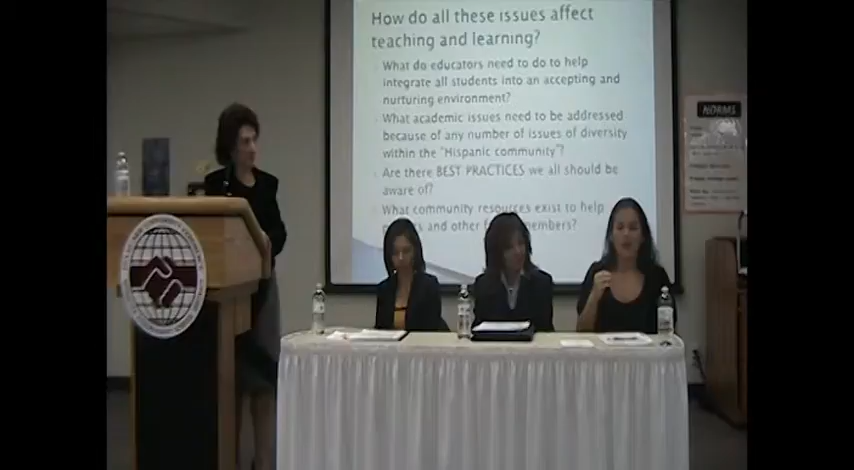 How do all these issues affect
teaching and learning?
What do educators need to do to help
integrate all students into an accepting and
nurturing environment?
What academic issues need to be addressed
because of any number of issues of diversity
within the "Hispanic community"?
Are there BEST PRACTICES we all should be
aware of?
What community resources exist to help
and other members?
NORMS